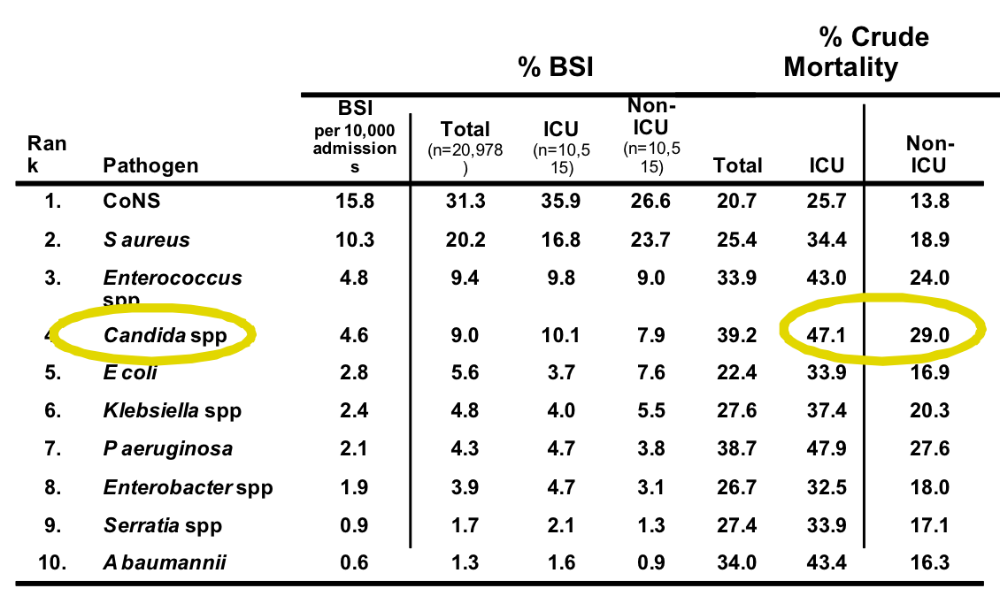 % Crude
Mortality
% BSI
Ran
k
Pathogen
BSI
per 10,000
admission
s
Total
(n=20,978
)
ICU
(n=10,5
15)
Non-
ICU
(n=10,5
15)
Total
ICU
Non-
ICU
1. CoNS 15.8 31.3 35.9 26.6 20.7 25.7 13.8
2. S aureus 10.3 20.2 16.8 23.7 25.4 34.4 18.9
3. Enterococcus 4.8 9.4 9.8 9.0 33.9 43.0 24.0
spp
4. Candida spp 4.6 9.0 10.1 7.9 39.2 47.1 29.0
5. E coli 2.8 5.6 3.7 7.6 22.4 33.9 16.9
6. Klebsiella spp 2.4 4.8 4.0 5.5 27.6 37.4 20.3
7. P aeruginosa 2.1 4.3 4.7 3.8 38.7 47.9 27.6
8. Enterobacter spp 1.9 3.9 4.7 3.1 26.7 32.5 18.0
9. Serratia spp 0.9 1.7 2.1 1.3 27.4 33.9 17.1
10. A baumannii 0.6 1.3 1.6 0.9 34.0 43.4 16.3